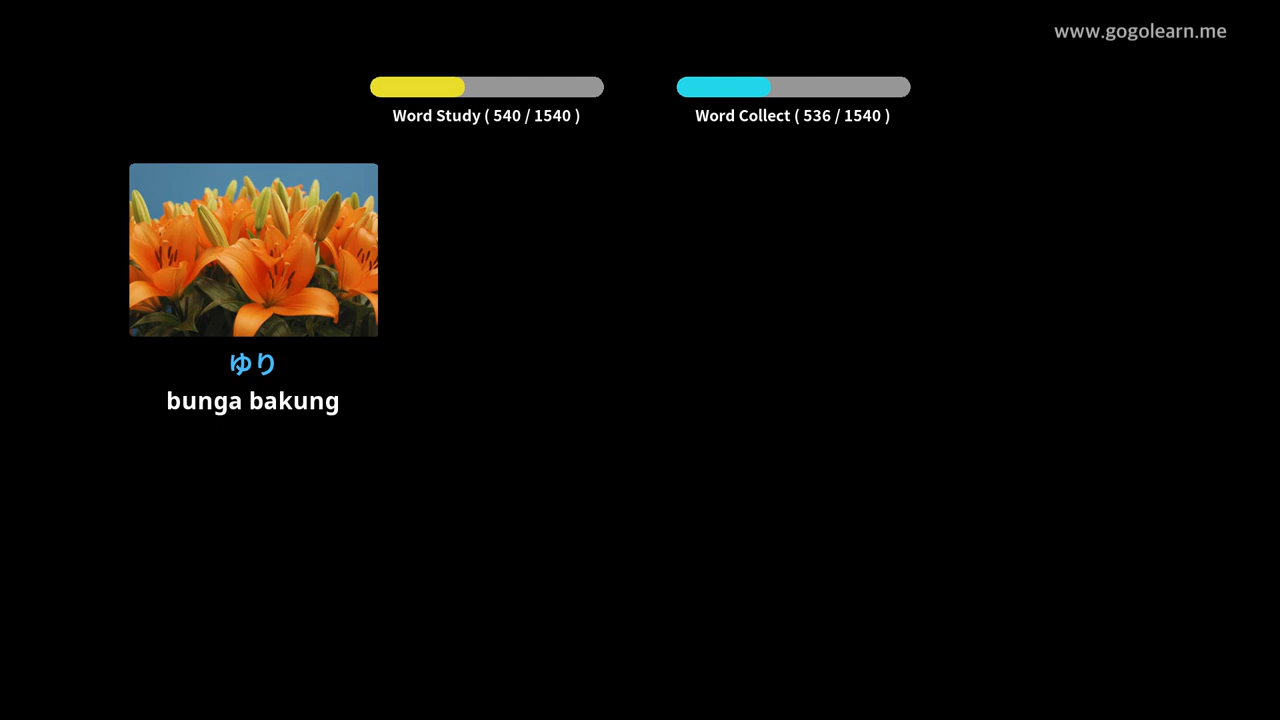 www.gogolearn.me
Word Study ( 540 / 1540 )
Word Collect ( 536 / 1540 )
ゆり
bunga bakung